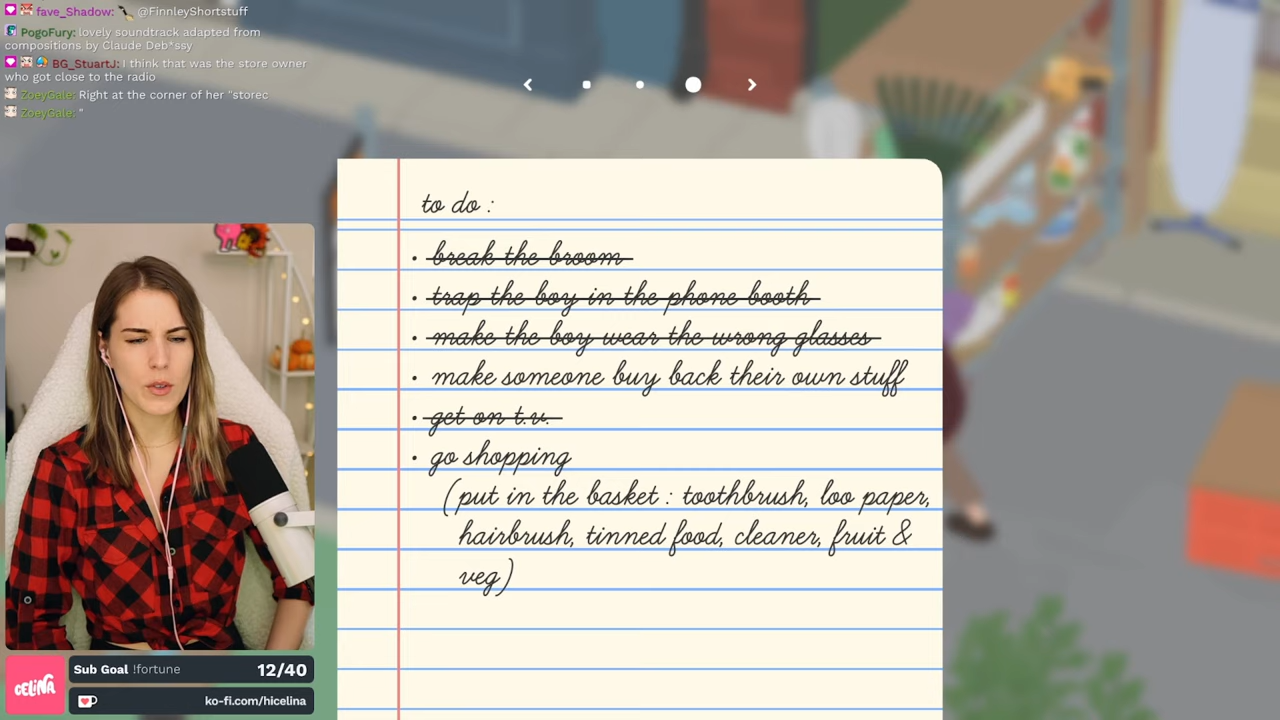 fave_Shadow: @FinnleyShortstuff
PogoFury: lovely soundtrack adapted from
compositions by Claude Deb*ssy
BG_StuartJ: I think that was the store owner
who got close to the radio
ZoeyGale: Right at the corner of her "storec
ZoeyGale: "
to do :
• break the broom
• trap the boy in the phone booth
• make the boy wear the wrong glasses
• make someone buy back their own stuff
• get on t.v.
• go shopping
(put in the basket : toothbrush, loo paper,
hairbrush, tinned food, cleaner, fruit &
veg)
CELINA
Sub Goal !fortune 12/40
ko-fi.com/hicelina